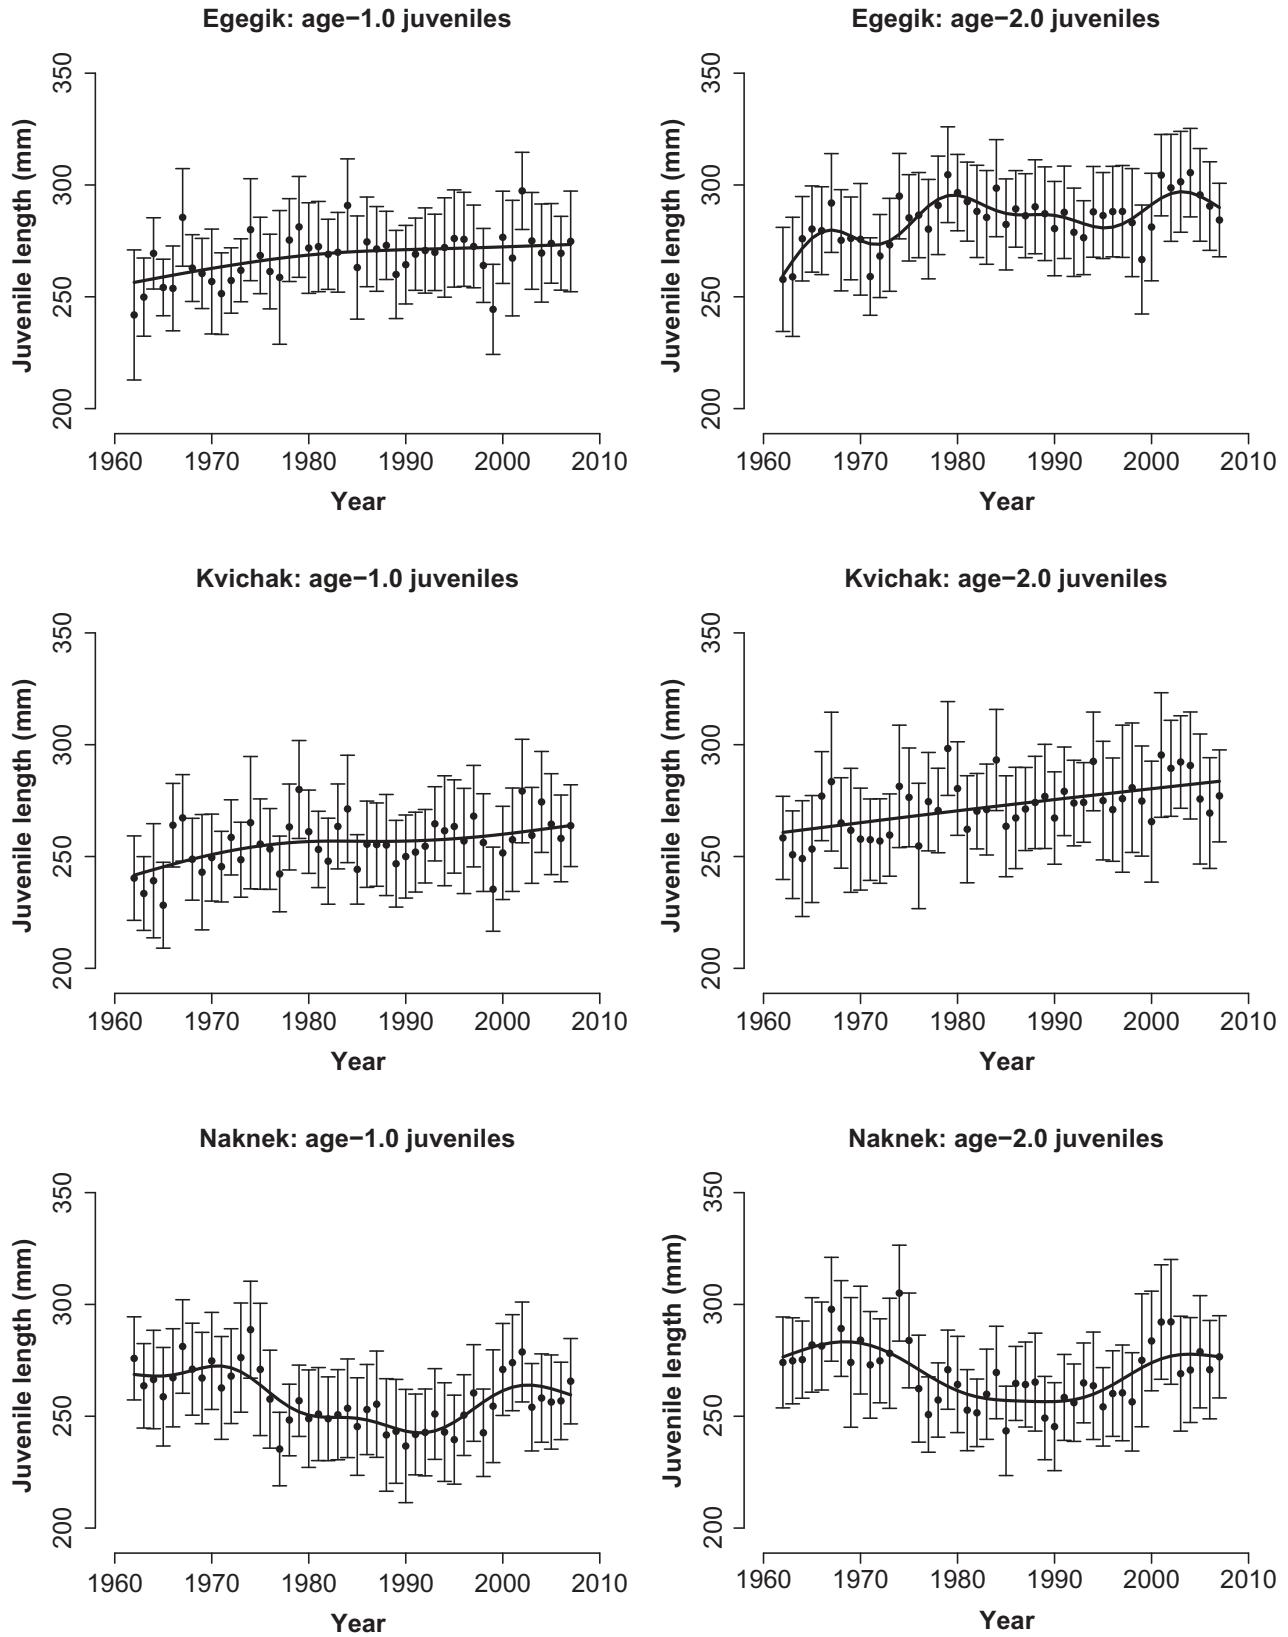 Egegik: age−1.0 juveniles
Juvenile length (mm)
350
300
250
200
1960 1970 1980 1990 2000 2010
Year
Egegik: age−2.0 juveniles
Juvenile length (mm)
350
300
250
200
1960 1970 1980 1990 2000 2010
Year
Kvichak: age−1.0 juveniles
Juvenile length (mm)
350
300
250
200
1960 1970 1980 1990 2000 2010
Year
Kvichak: age−2.0 juveniles
Juvenile length (mm)
350
300
250
200
1960 1970 1980 1990 2000 2010
Year
Naknek: age−1.0 juveniles
Juvenile length (mm)
350
300
250
200
1960 1970 1980 1990 2000 2010
Year
Naknek: age−2.0 juveniles
Juvenile length (mm)
350
300
250
200
1960 1970 1980 1990 2000 2010
Year